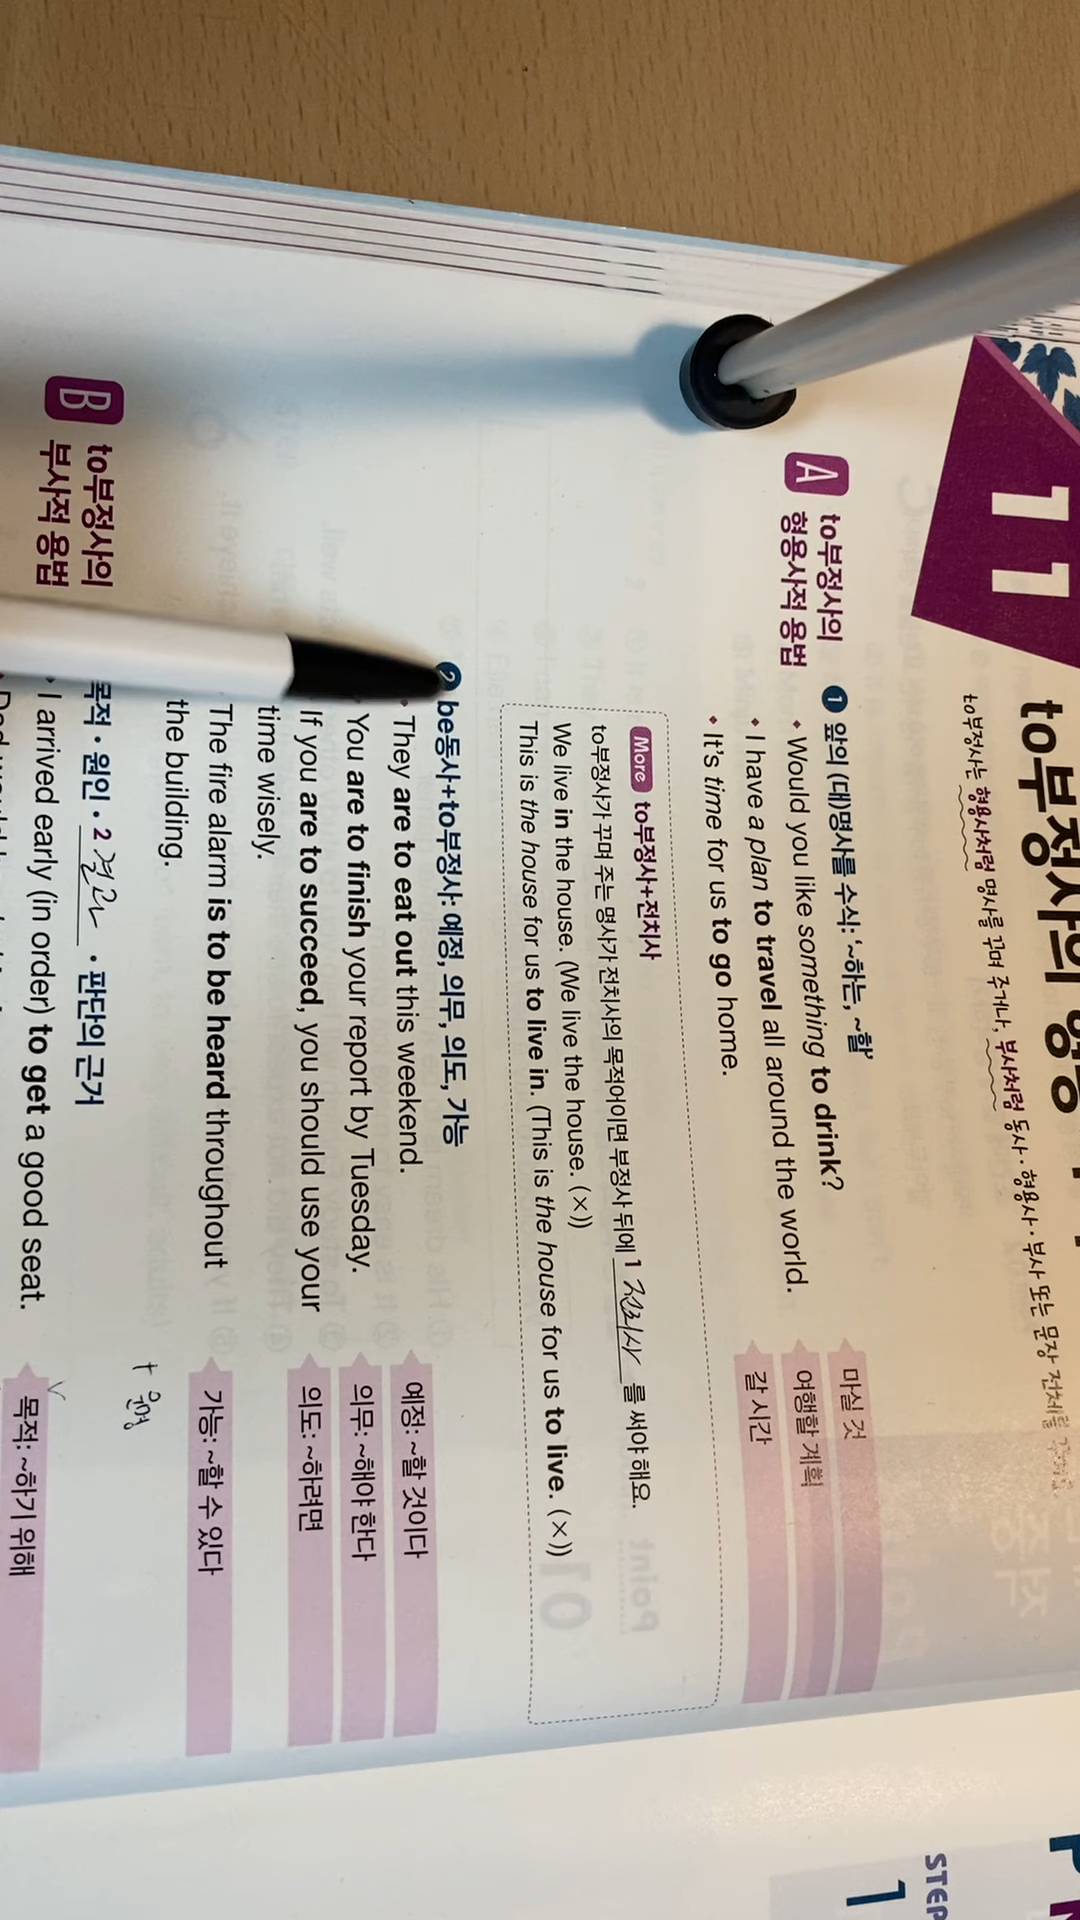 11
to부정사의 형용
to부정사는 형용사처럼 명사를 꾸며 주거나, 부사처럼 동사·형용사·부사 또는 문장 전체를
A to부정사의
형용사적 용법
1 앞의 (대)명사를 수식: '~하는, ~할'
• Would you like something to drink? 마실 것
• I have a plan to travel all around the world. 여행할 계획
• It's time for us to go home. 갈 시간
More to부정사+전치사
to부정사가 꾸며 주는 명사가 전치사의 목적어이면 부정사 뒤에 1 전치사 를 써야 해요.
We live in the house. (We live the house. (×))
This is the house for us to live in. (This is the house for us to live. (×))
2 be동사+to부정사: 예정, 의무, 의도, 가능
• They are to eat out this weekend. 예정: ~할 것이다
You are to finish your report by Tuesday. 의무: ~해야 한다
If you are to succeed, you should use your 의도: ~하려면
time wisely.
The fire alarm is to be heard throughout 가능: ~할 수 있다
the building.
+ 운명
B to부정사의
부사적 용법
목적·원인·2 결과 ·판단의 근거
I arrived early (in order) to get a good seat. 목적: ~하기 위해
STEP
1